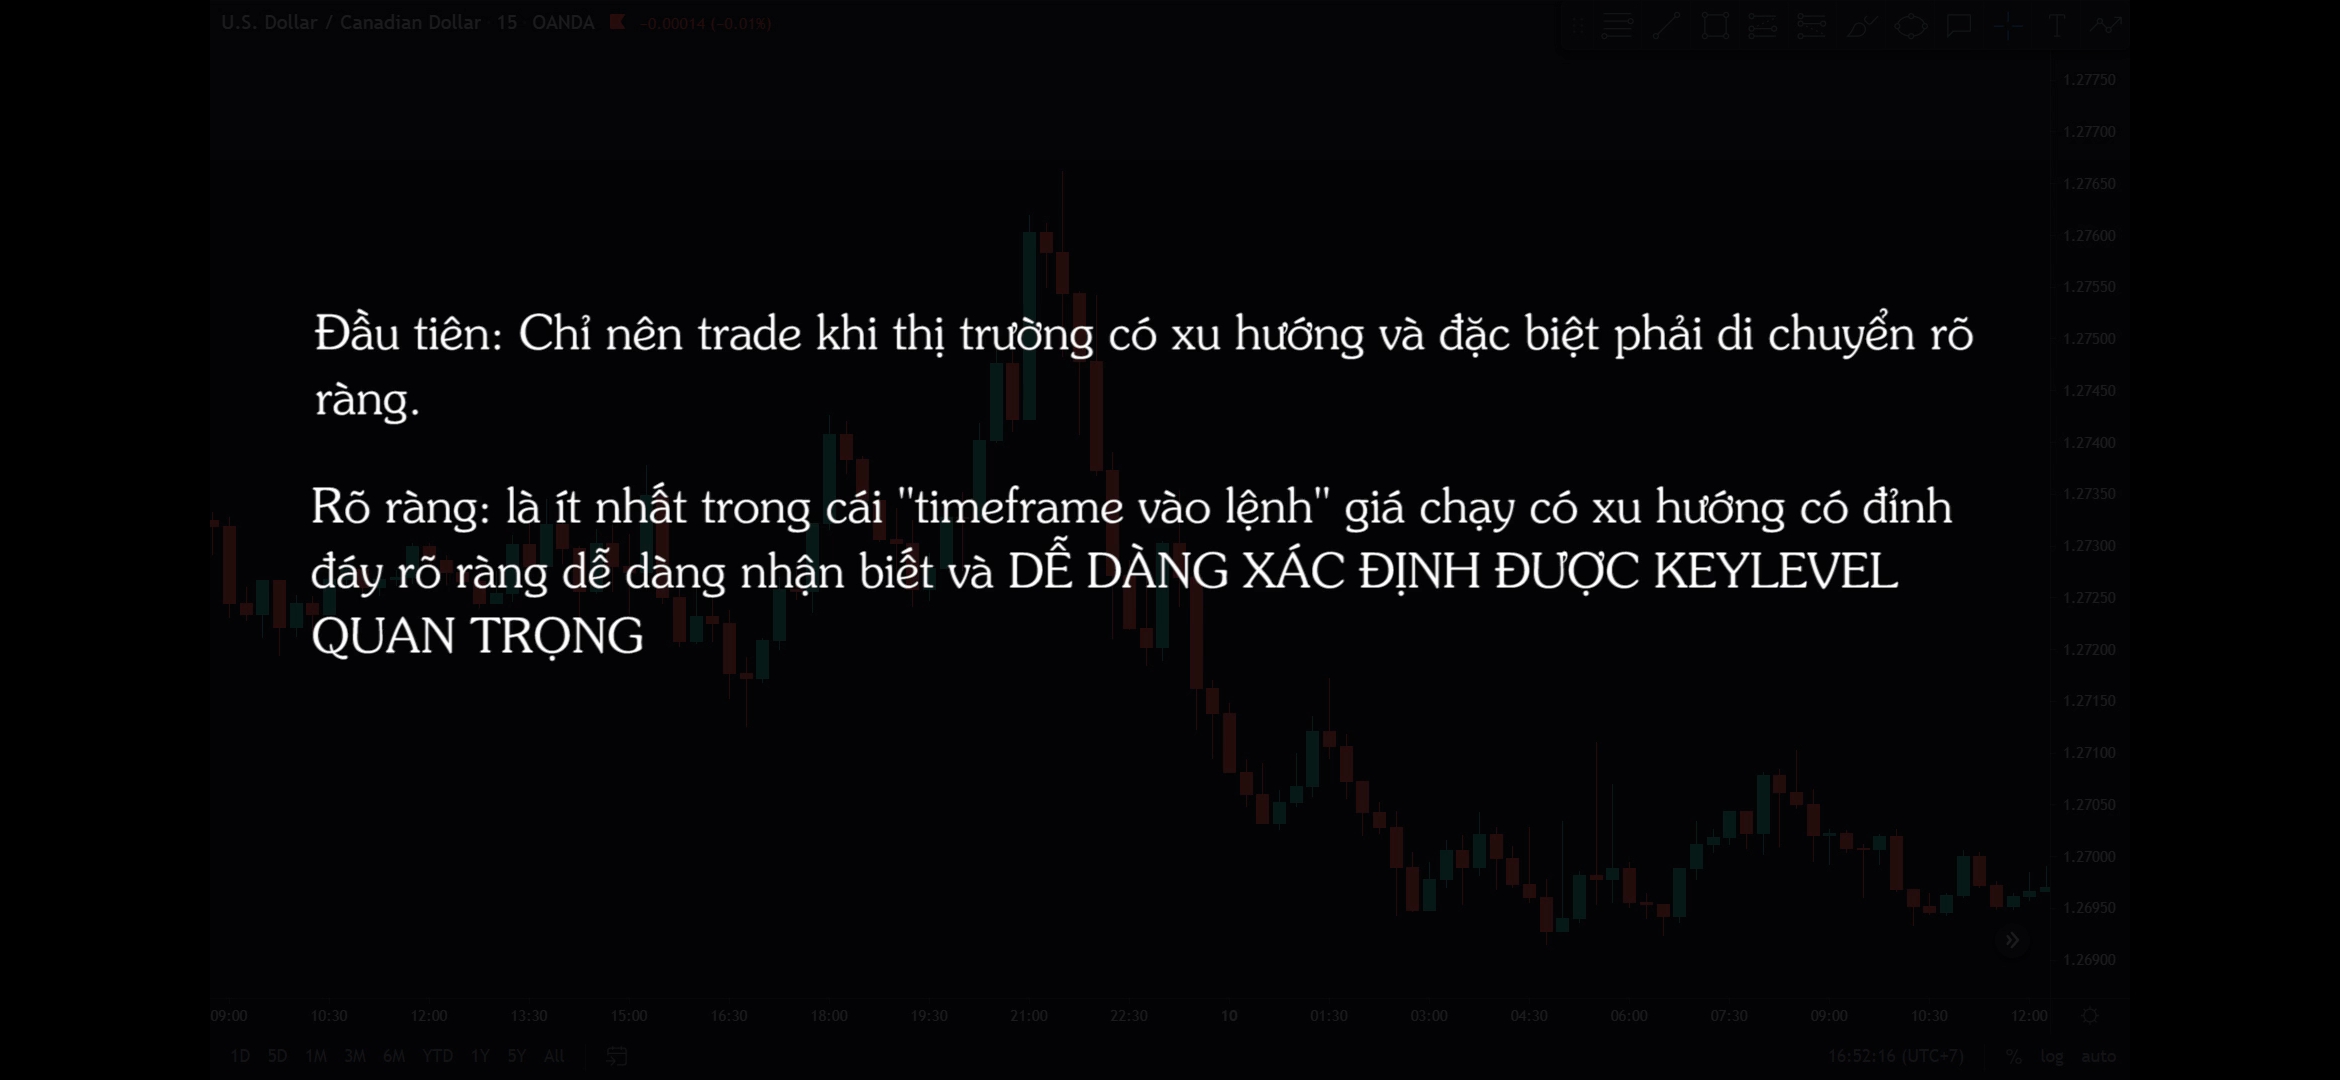 U.S. Dollar / Canadian Dollar 15 OANDA −0.00014 (−0.01%)
1.27750
1.27700
1.27650
1.27600
1.27550
Đầu tiên: Chỉ nên trade khi thị trường có xu hướng và đặc biệt phải di chuyển rõ
1.27500
ràng.
1.27450
1.27400
1.27350
Rõ ràng: là ít nhất trong cái "timeframe vào lệnh" giá chạy có xu hướng có đỉnh
1.27300
đáy rõ ràng dễ dàng nhận biết và DỄ DÀNG XÁC ĐỊNH ĐƯỢC KEYLEVEL
1.27250
QUAN TRỌNG
1.27200
1.27150
1.27100
1.27050
1.27000
1.26950
1.26900
09:00 10:30 12:00 13:30 15:00 16:30 18:00 19:30 21:00 22:30 10 01:30 03:00 04:30 06:00 07:30 09:00 10:30 12:00
1D 5D 1M 3M 6M YTD 1Y 5Y All 16:52:16 (UTC+7) % log auto